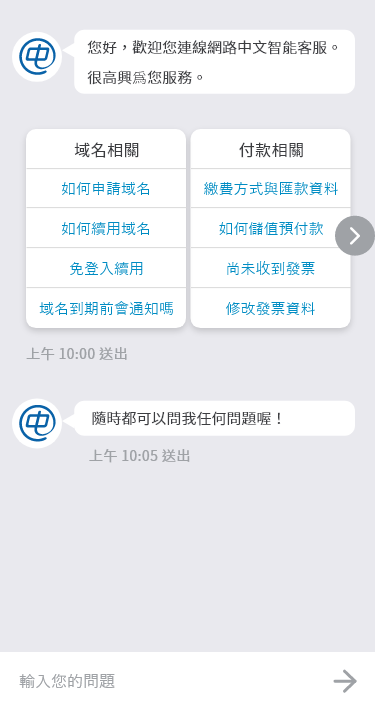 您好，歡迎您連線網路中文智能客服。
很高興爲您服務。
域名相關
如何申請域名
如何續用域名
免登入續用
域名到期前會通知嗎
付款相關
繳費方式與匯款資料
如何儲值預付款
尚未收到發票
修改發票資料
上午 10:00 送出
隨時都可以問我任何問題喔！
上午 10:05 送出
輸入您的問題